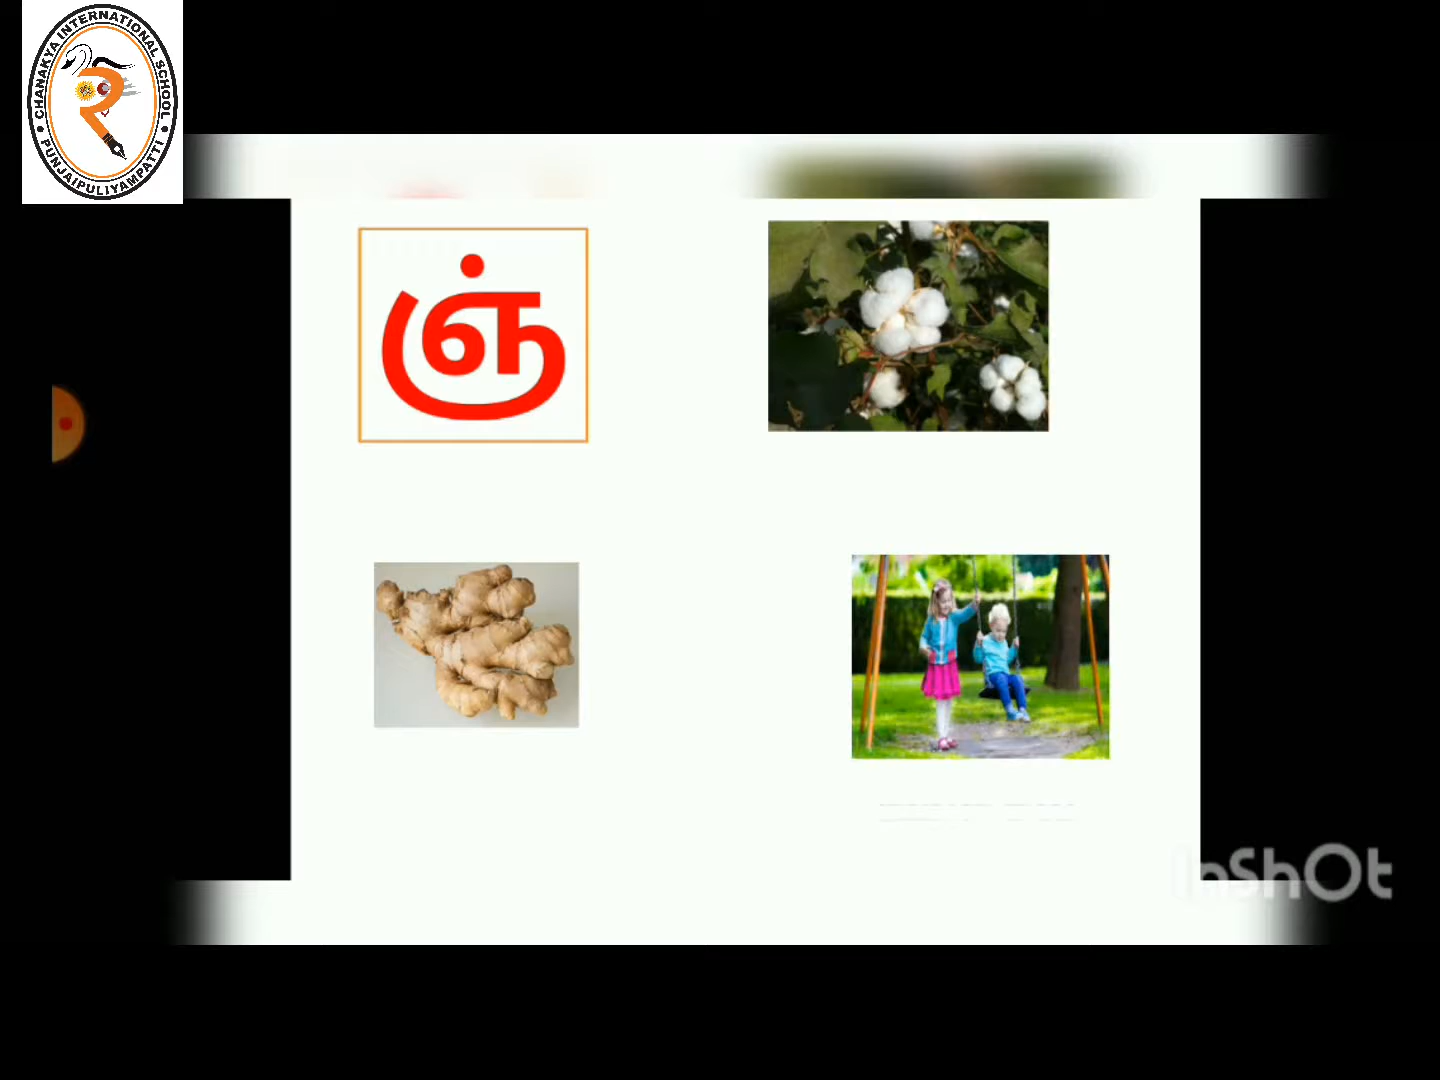 CHANAKYA INTERNATIONAL SCHOOL
• PUNJAIPULIYAMPATTI •
ஞ்
InShOt